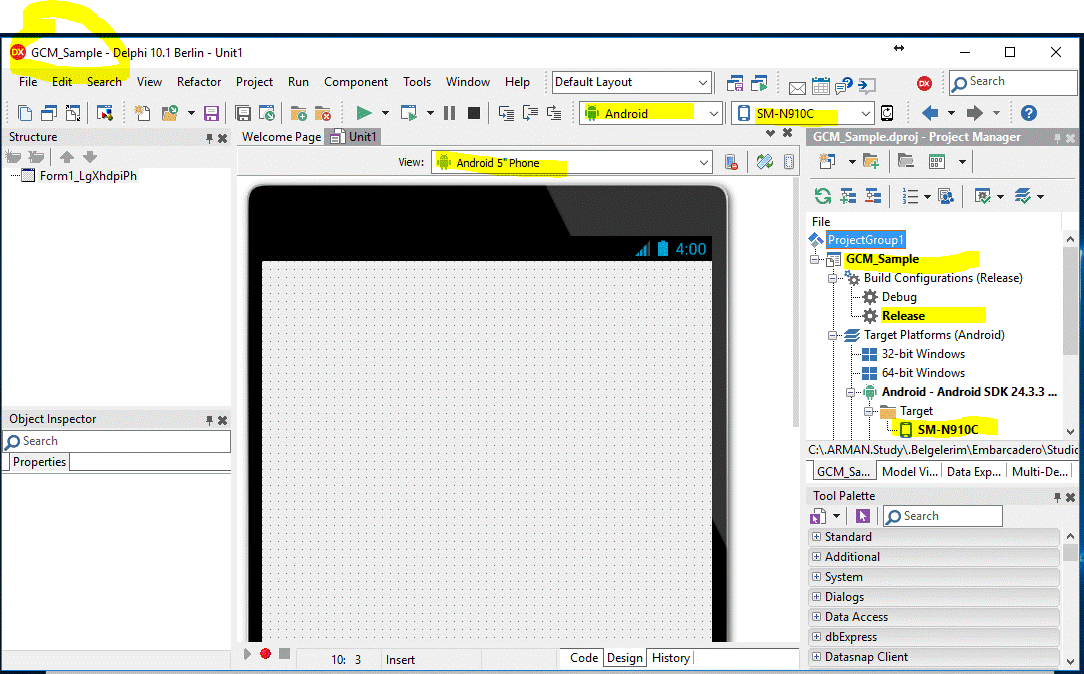 DX GCM_Sample - Delphi 10.1 Berlin - Unit1
File Edit Search View Refactor Project Run Component Tools Window Help Default Layout DX Search
Android SM-N910C
Structure
Form1_LgXhdpiPh
Welcome Page Unit1
View: Android 5" Phone
4:00
GCM_Sample.dproj - Project Manager
File
ProjectGroup1
GCM_Sample
Build Configurations (Release)
Debug
Release
Target Platforms (Android)
32-bit Windows
64-bit Windows
Android - Android SDK 24.3.3 ...
Target
SM-N910C
C:\.ARMAN.Study\.Belgelerim\Embarcadero\Studio
GCM_Sa... Model Vi... Data Exp... Multi-De...
Object Inspector
Search
Properties
Tool Palette
Search
Standard
Additional
System
Dialogs
Data Access
dbExpress
Datasnap Client
10: 3 Insert Code Design History